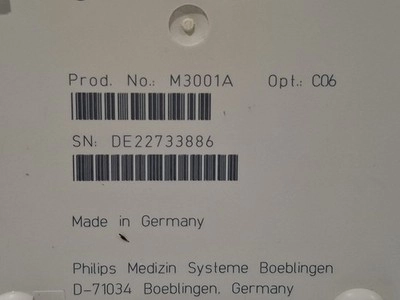 Prod. No.: M3001A Opt.: C06
SN: DE22733886
Made in Germany
Philips Medizin Systeme Boeblingen
D-71034 Boeblingen, Germany